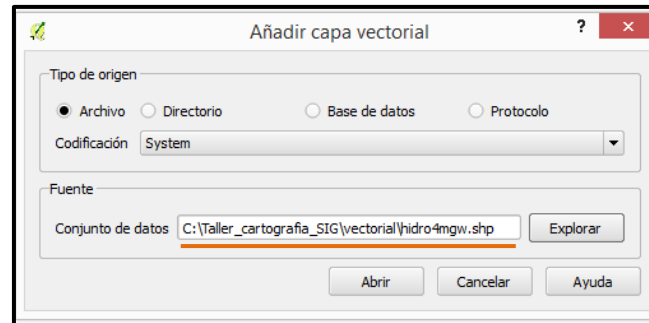 Añadir capa vectorial
?
Tipo de origen
Archivo Directorio Base de datos Protocolo
Codificación System
Fuente
Conjunto de datos C:\Taller_cartografia_SIG\vectorial\hidro4mgw.shp Explorar
Abrir Cancelar Ayuda